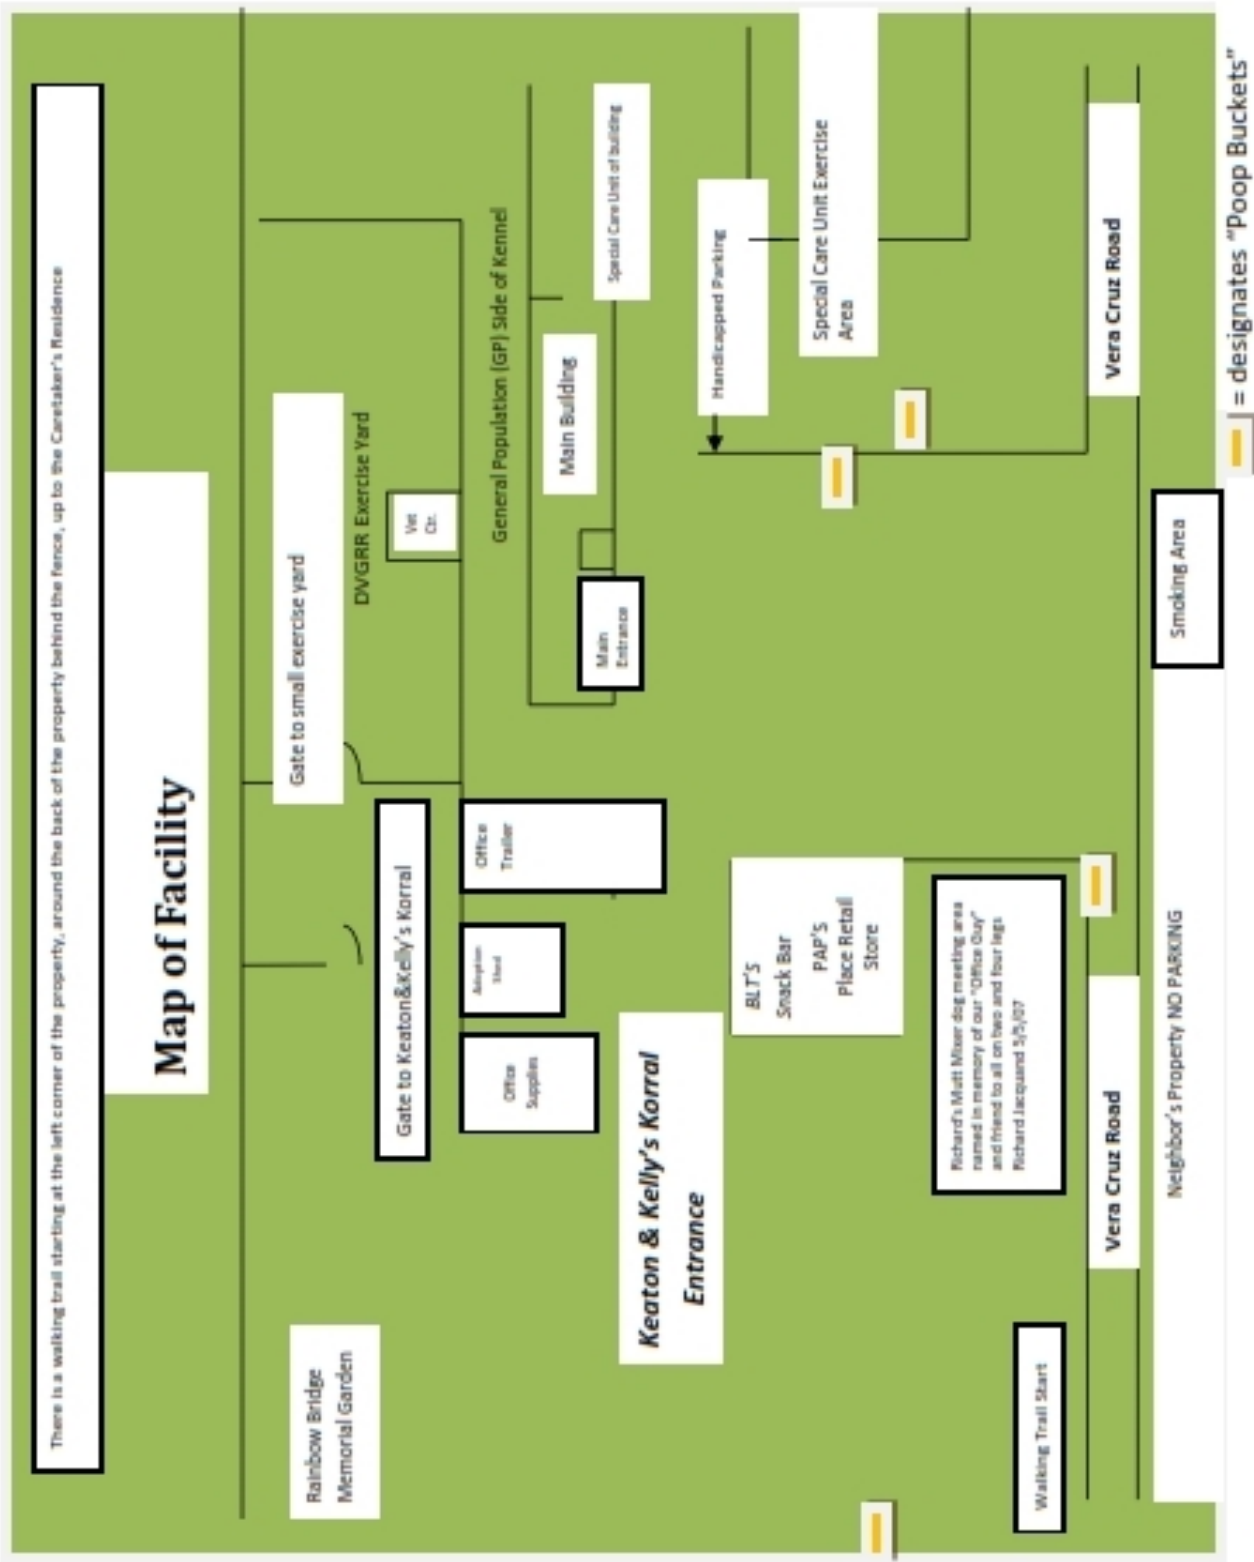 There is a walking trail starting at the left corner of the property, around the back of the property behind the fence, up to the Caretaker's Residence
Map of Facility
Rainbow Bridge
Memorial Garden
Gate to small exercise yard
DVGRR Exercise Yard
Gate to Keaton&Kelly's Korral
Vet
Ctr.
Office
Supplies
Adoption
Stand
Office
Trailer
General Population (GP) Side of Kennel
Main Building
Main
Entrance
Special Care Unit of building
Keaton & Kelly's Korral
Entrance
BLT'S
Snack Bar
PAP'S
Place Retail
Store
Handicapped Parking
Special Care Unit Exercise
Area
Richard's Mutt Mixer dog meeting area
named in memory of our "Office Guy"
and friend to all on two and four legs
Richard Jacquand 5/5/07
Walking Trail Start
Vera Cruz Road
Vera Cruz Road
Neighbor's Property NO PARKING
Smoking Area
= designates "Poop Buckets"